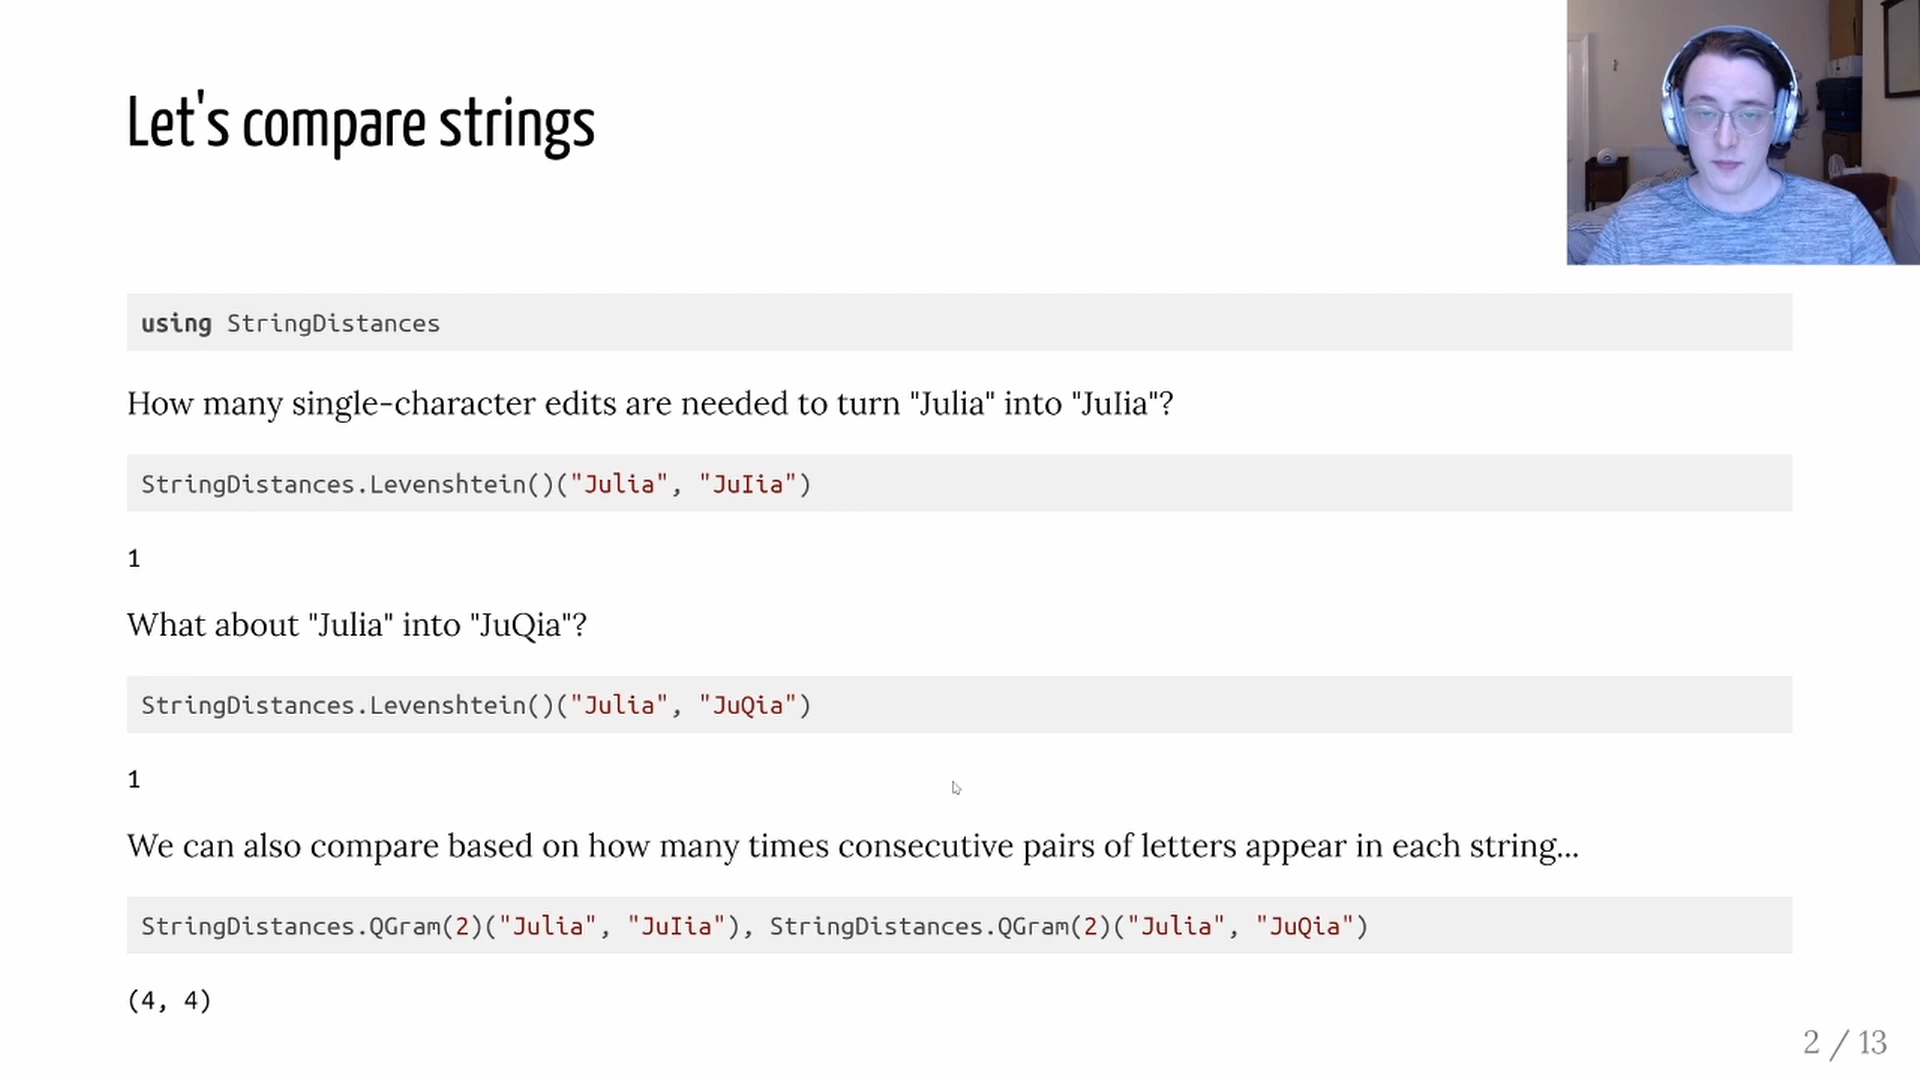 Let's compare strings
using StringDistances
How many single-character edits are needed to turn "Julia" into "JuIia"?
StringDistances.Levenshtein()("Julia", "JuIia")
1
What about "Julia" into "JuQia"?
StringDistances.Levenshtein()("Julia", "JuQia")
1
We can also compare based on how many times consecutive pairs of letters appear in each string...
StringDistances.QGram(2)("Julia", "JuIia"), StringDistances.QGram(2)("Julia", "JuQia")
(4, 4)
2 / 13